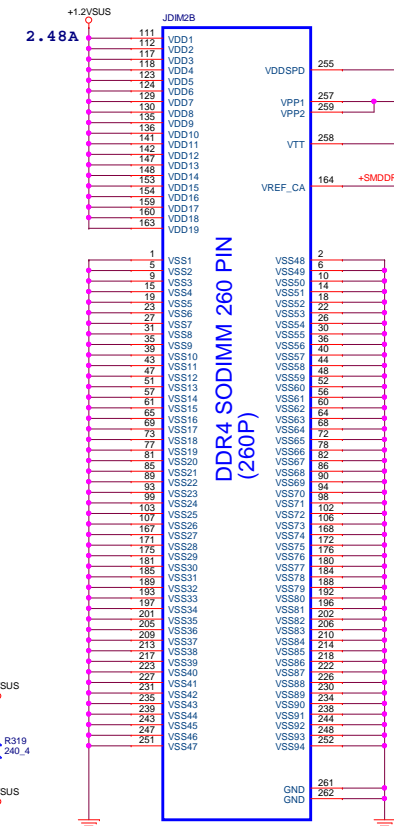 +1.2VSUS
2.48A
JDIM2B
111 VDD1
112 VDD2
117 VDD3
118 VDD4
123 VDD5
124 VDD6
129 VDD7
130 VDD8
135 VDD9
136 VDD10
141 VDD11
142 VDD12
147 VDD13
148 VDD14
153 VDD15
154 VDD16
159 VDD17
160 VDD18
163 VDD19
VDDSPD 255
VPP1 257
VPP2 259
VTT 258
VREF_CA 164
+SMDDR
DDR4 SODIMM 260 PIN
(260P)
1 VSS1
5 VSS2
9 VSS3
15 VSS4
19 VSS5
23 VSS6
27 VSS7
31 VSS8
35 VSS9
39 VSS10
43 VSS11
47 VSS12
51 VSS13
57 VSS14
61 VSS15
65 VSS16
69 VSS17
73 VSS18
77 VSS19
81 VSS20
85 VSS21
89 VSS22
93 VSS23
99 VSS24
103 VSS25
107 VSS26
167 VSS27
171 VSS28
175 VSS29
181 VSS30
185 VSS31
189 VSS32
193 VSS33
197 VSS34
201 VSS35
205 VSS36
209 VSS37
213 VSS38
217 VSS39
223 VSS40
227 VSS41
231 VSS42
235 VSS43
239 VSS44
243 VSS45
247 VSS46
251 VSS47
VSS48 2
VSS49 6
VSS50 10
VSS51 14
VSS52 18
VSS53 22
VSS54 26
VSS55 30
VSS56 36
VSS57 40
VSS58 44
VSS59 48
VSS60 52
VSS61 56
VSS62 60
VSS63 64
VSS64 68
VSS65 72
VSS66 78
VSS67 82
VSS68 86
VSS69 90
VSS70 94
VSS71 98
VSS72 102
VSS73 106
VSS74 168
VSS75 172
VSS76 176
VSS77 180
VSS78 184
VSS79 188
VSS80 192
VSS81 196
VSS82 202
VSS83 206
VSS84 210
VSS85 214
VSS86 218
VSS87 222
VSS88 226
VSS89 230
VSS90 234
VSS91 238
VSS92 244
VSS93 248
VSS94 252
GND 261
GND 262
SUS
R319
240_4
SUS